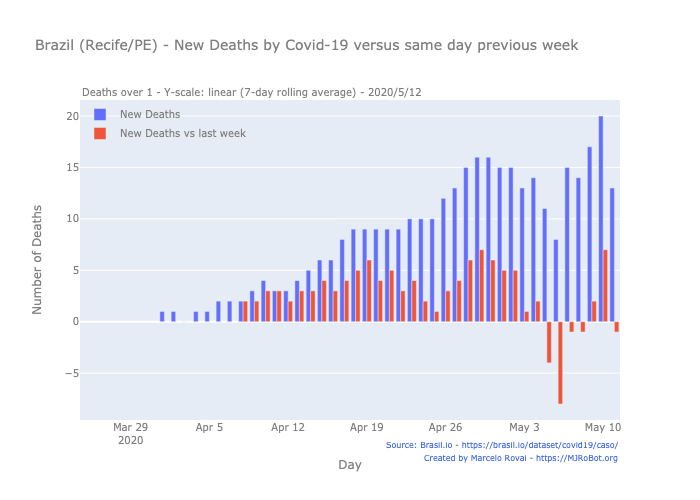 Brazil (Recife/PE) - New Deaths by Covid-19 versus same day previous week
Deaths over 1 - Y-scale: linear (7-day rolling average) - 2020/5/12
New Deaths
New Deaths vs last week
20
15
10
5
0
−5
Number of Deaths
Mar 29
2020
Apr 5
Apr 12
Apr 19
Apr 26
May 3
May 10
Day
Source: Brasil.io - https://brasil.io/dataset/covid19/caso/
Created by Marcelo Rovai - https://MJRoBot.org